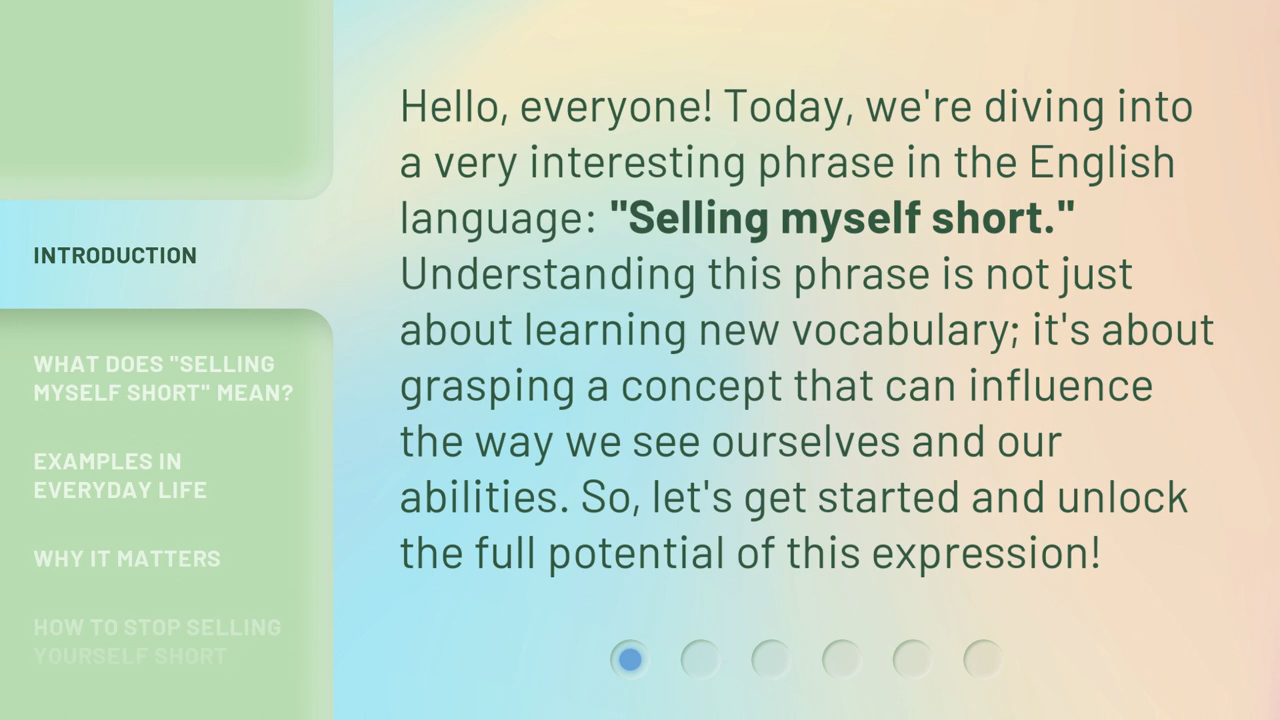 INTRODUCTION
WHAT DOES "SELLING
MYSELF SHORT" MEAN?
EXAMPLES IN
EVERYDAY LIFE
WHY IT MATTERS
HOW TO STOP SELLING
YOURSELF SHORT
Hello, everyone! Today, we're diving into
a very interesting phrase in the English
language: "Selling myself short."
Understanding this phrase is not just
about learning new vocabulary; it's about
grasping a concept that can influence
the way we see ourselves and our
abilities. So, let's get started and unlock
the full potential of this expression!